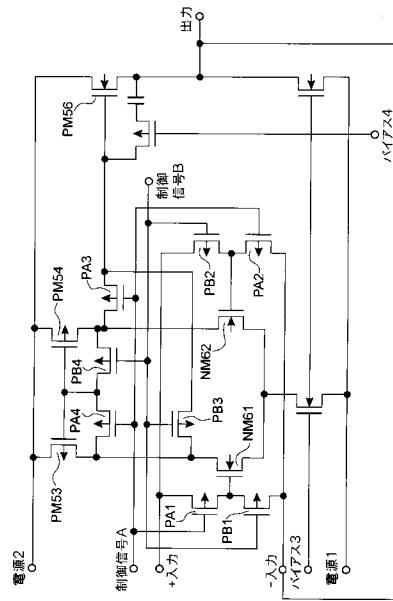 電源2
PM53
PM54
PM56
出力
PA4
PB4
PA3
バイアス4
制御信号A
制御
信号B
+入力
PA1
PB3
PB2
PB1
NM61
NM62
PA2
-入力
バイアス3
電源1